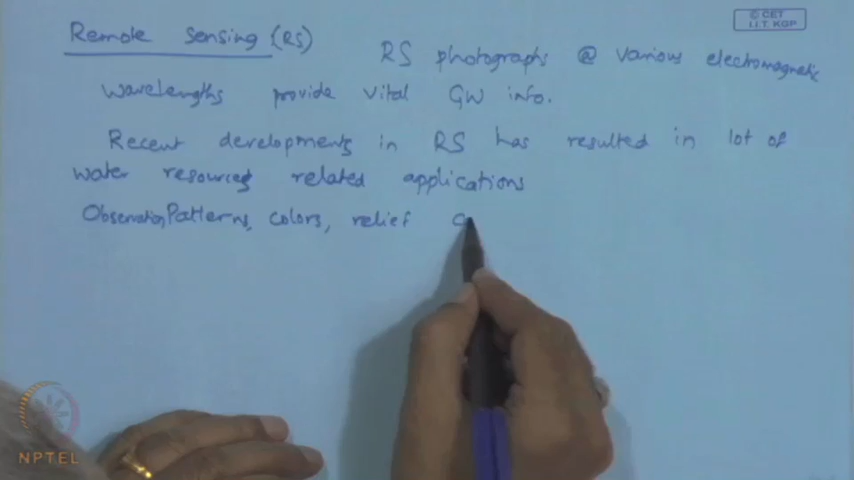 © CET
I.I.T. KGP
Remote sensing (RS)
RS photographs @ various electromagnetic
wavelengths provide vital GW info.
Recent developments in RS has resulted in lot of
water resources related applications
Observation Patterns, colors, relief
NPTEL